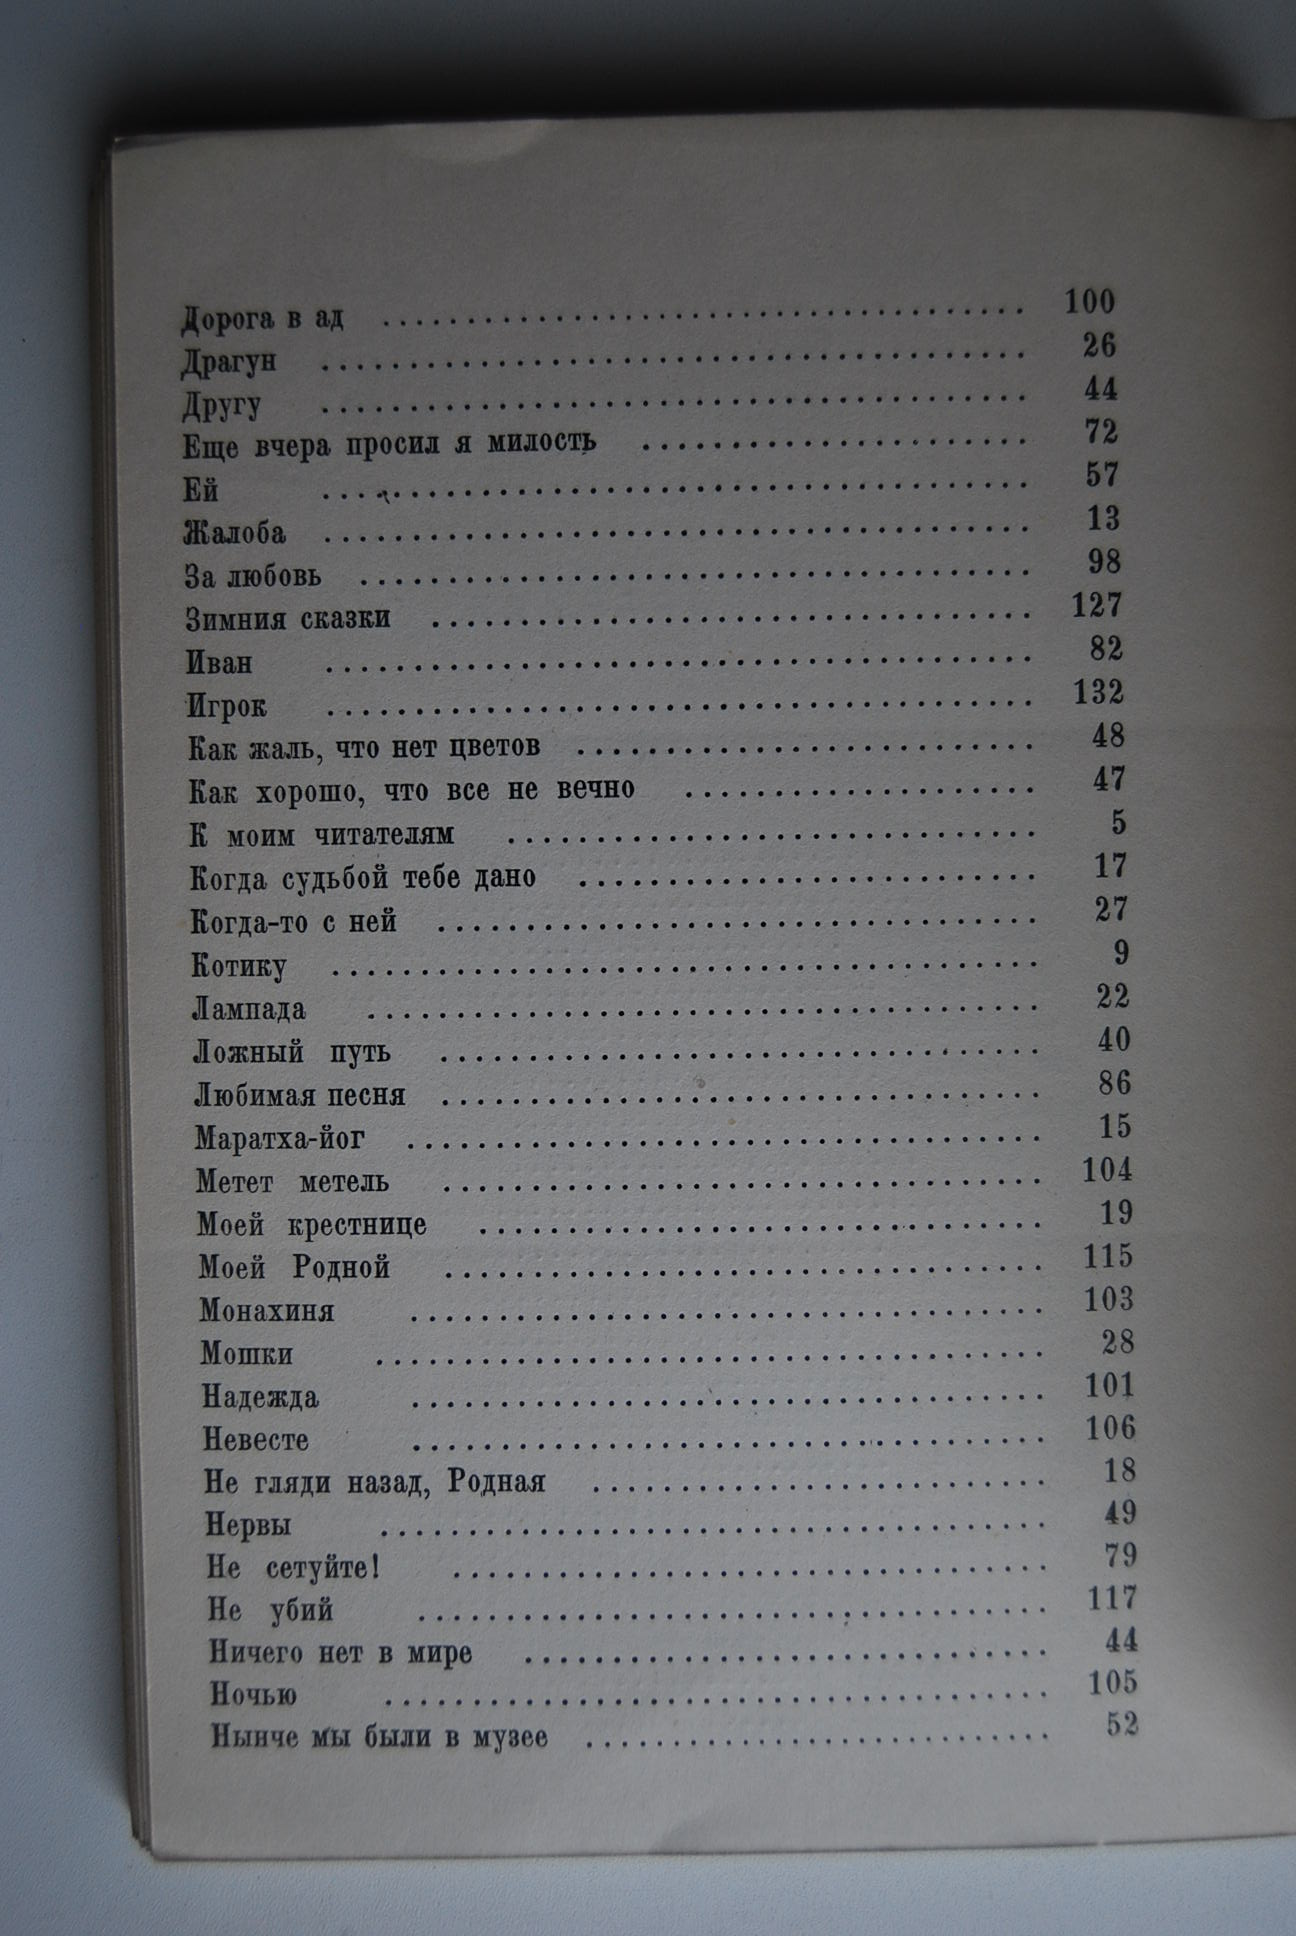 Дорога в ад 100
Драгун 26
Другу 44
Еще вчера просил я милость 72
Ей 57
Жалоба 13
За любовь 98
Зимния сказки 127
Иван 82
Игрок 132
Как жаль, что нет цветов 48
Как хорошо, что все не вечно 47
К моим читателям 5
Когда судьбой тебе дано 17
Когда-то с ней 27
Котику 9
Лампада 22
Ложный путь 40
Любимая песня 86
Маратха-йог 15
Метет метель 104
Моей крестнице 19
Моей Родной 115
Монахиня 103
Мошки 28
Надежда 101
Невесте 106
Не гляди назад, Родная 18
Нервы 49
Не сетуйте! 79
Не убий 117
Ничего нет в мире 44
Ночью 105
Нынче мы были в музее 52